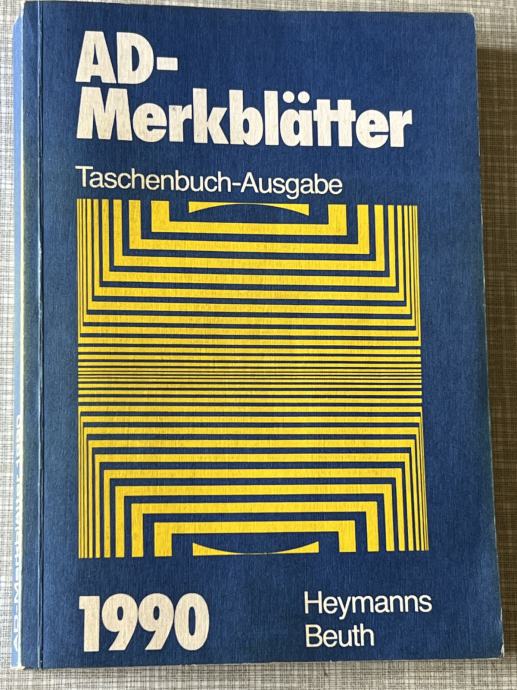 AD-
Merkblätter
Taschenbuch-Ausgabe
1990
Heymanns
Beuth